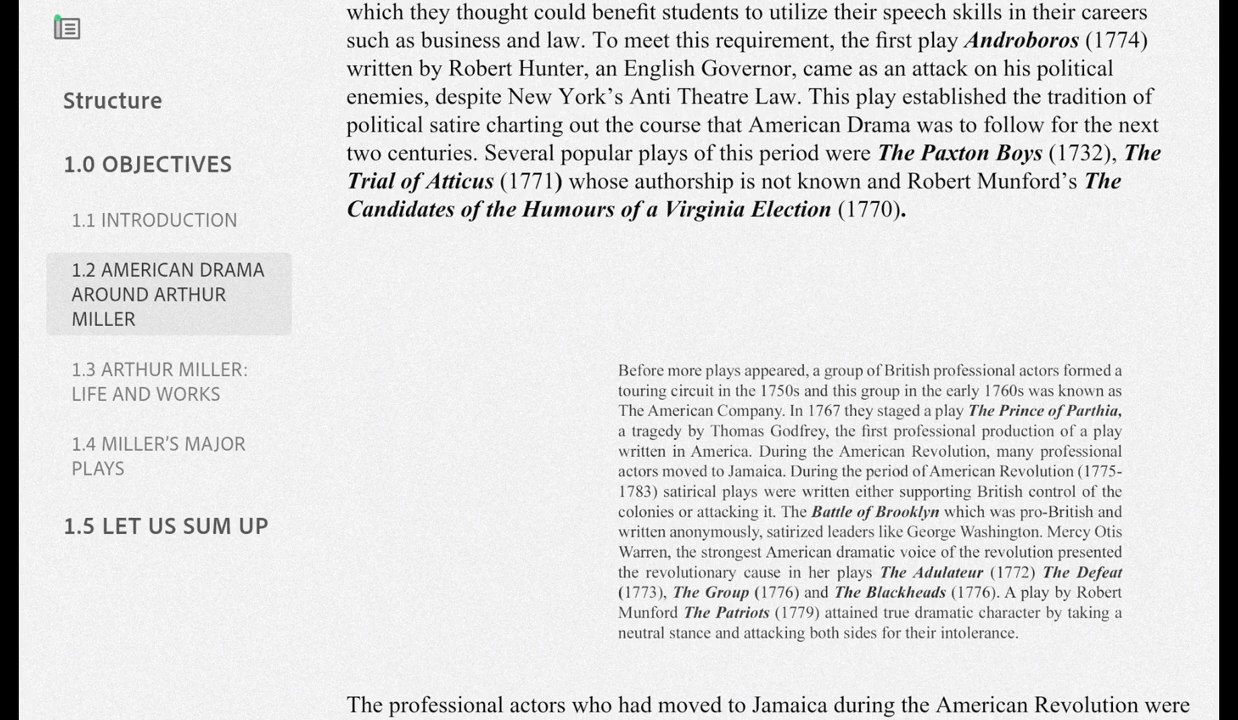 Structure
1.0 OBJECTIVES
1.1 INTRODUCTION
1.2 AMERICAN DRAMA
AROUND ARTHUR
MILLER
1.3 ARTHUR MILLER:
LIFE AND WORKS
1.4 MILLER'S MAJOR
PLAYS
1.5 LET US SUM UP
which they thought could benefit students to utilize their speech skills in their careers
such as business and law. To meet this requirement, the first play Androboros (1774)
written by Robert Hunter, an English Governor, came as an attack on his political
enemies, despite New York's Anti Theatre Law. This play established the tradition of
political satire charting out the course that American Drama was to follow for the next
two centuries. Several popular plays of this period were The Paxton Boys (1732), The
Trial of Atticus (1771) whose authorship is not known and Robert Munford's The
Candidates of the Humours of a Virginia Election (1770).
Before more plays appeared, a group of British professional actors formed a
touring circuit in the 1750s and this group in the early 1760s was known as
The American Company. In 1767 they staged a play The Prince of Parthia,
a tragedy by Thomas Godfrey, the first professional production of a play
written in America. During the American Revolution, many professional
actors moved to Jamaica. During the period of American Revolution (1775-
1783) satirical plays were written either supporting British control of the
colonies or attacking it. The Battle of Brooklyn which was pro-British and
written anonymously, satirized leaders like George Washington. Mercy Otis
Warren, the strongest American dramatic voice of the revolution presented
the revolutionary cause in her plays The Adulateur (1772) The Defeat
(1773), The Group (1776) and The Blackheads (1776). A play by Robert
Munford The Patriots (1779) attained true dramatic character by taking a
neutral stance and attacking both sides for their intolerance.
The professional actors who had moved to Jamaica during the American Revolution were